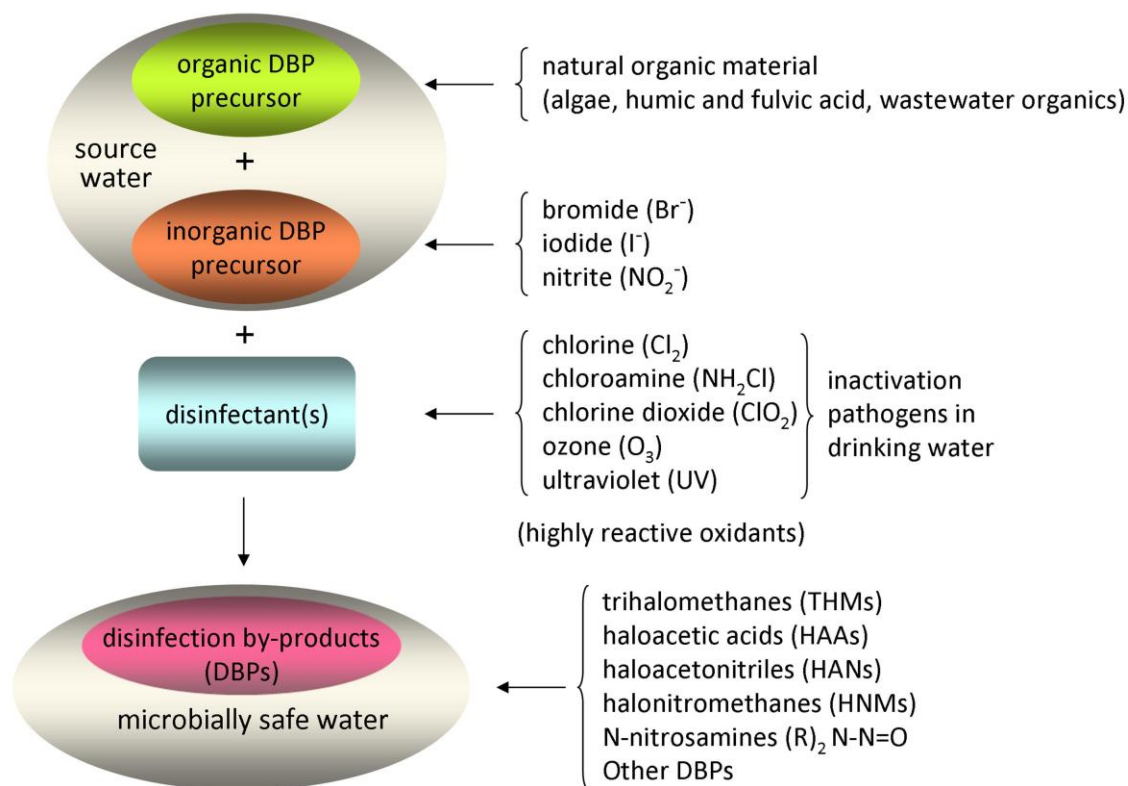 organic DBP
precursor
natural organic material
(algae, humic and fulvic acid, wastewater organics)
source
water
+
inorganic DBP
precursor
bromide (Br⁻)
iodide (I⁻)
nitrite (NO₂⁻)
+
disinfectant(s)
chlorine (Cl₂)
chloroamine (NH₂Cl)
chlorine dioxide (ClO₂)
ozone (O₃)
ultraviolet (UV)
inactivation
pathogens in
drinking water
(highly reactive oxidants)
disinfection by-products
(DBPs)
microbially safe water
trihalomethanes (THMs)
haloacetic acids (HAAs)
haloacetonitriles (HANs)
halonitromethanes (HNMs)
N-nitrosamines (R)₂ N-N=O
Other DBPs